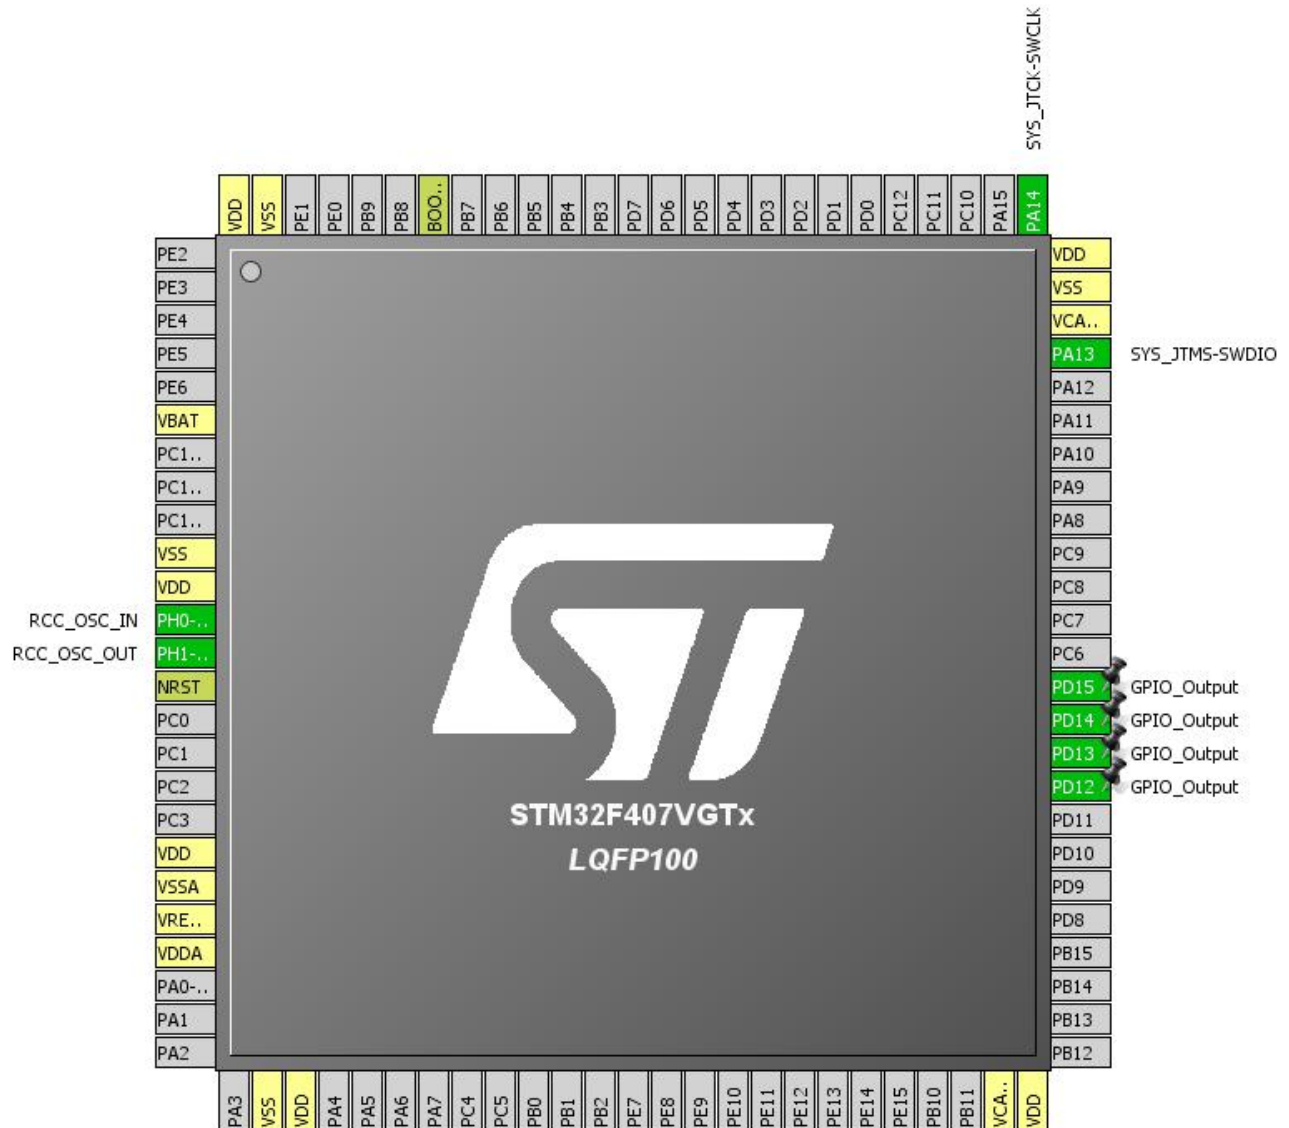 SYS_JTCK-SWCLK
VDD
VSS
PE1
PE0
PB9
PB8
BOO..
PB7
PB6
PB5
PB4
PB3
PD7
PD6
PD5
PD4
PD3
PD2
PD1
PD0
PC12
PC11
PC10
PA15
PA14
PE2
PE3
PE4
PE5
PE6
VBAT
PC1..
PC1..
PC1..
VSS
VDD
RCC_OSC_IN PH0-..
RCC_OSC_OUT PH1-..
NRST
PC0
PC1
PC2
PC3
VDD
VSSA
VRE..
VDDA
PA0-..
PA1
PA2
ST
STM32F407VGTx
LQFP100
VDD
VSS
VCA..
PA13 SYS_JTMS-SWDIO
PA12
PA11
PA10
PA9
PA8
PC9
PC8
PC7
PC6
PD15 GPIO_Output
PD14 GPIO_Output
PD13 GPIO_Output
PD12 GPIO_Output
PD11
PD10
PD9
PD8
PB15
PB14
PB13
PB12
PA3
VSS
VDD
PA4
PA5
PA6
PA7
PC4
PC5
PB0
PB1
PB2
PE7
PE8
PE9
PE10
PE11
PE12
PE13
PE14
PE15
PB10
PB11
VCA..
VDD